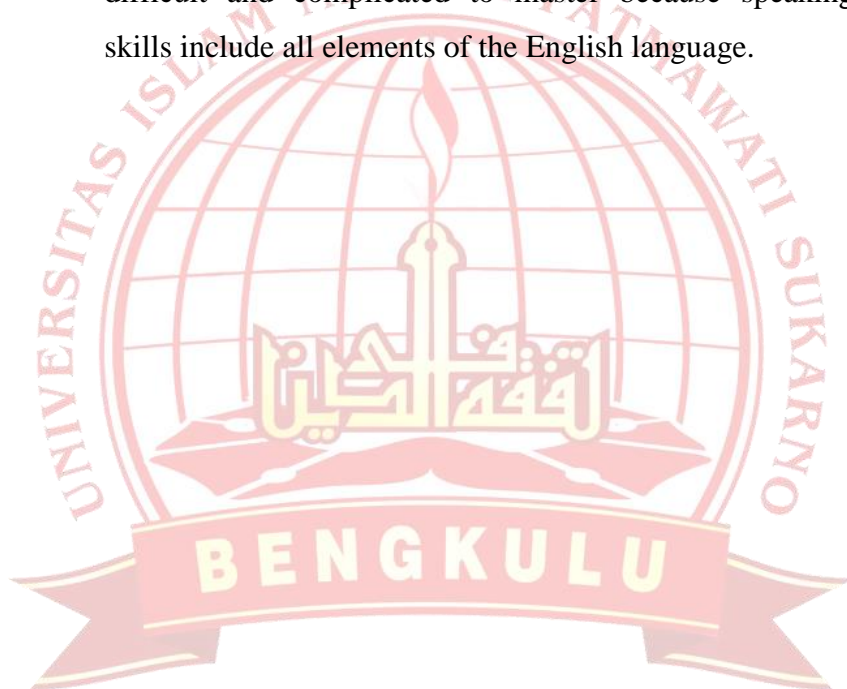 difficult and complicated to master because speaking
skills include all elements of the English language.
UNIVERSITAS ISLAM FATMAWATI SUKARNO
BENGKULU